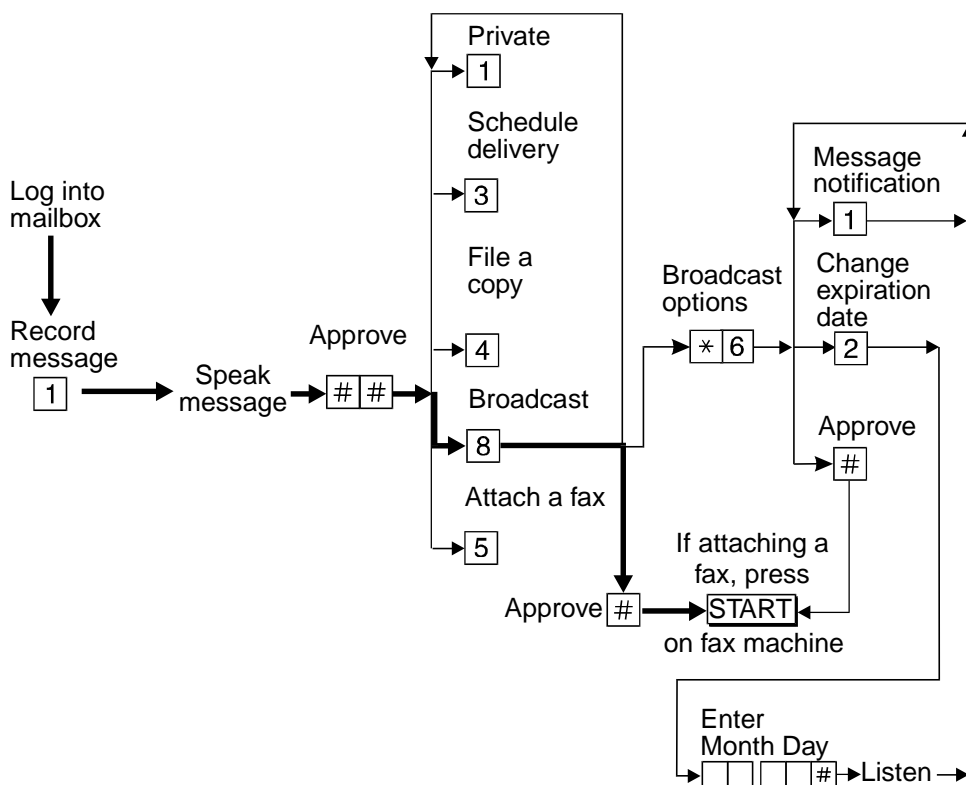 Log into
mailbox
Record
message
1
Speak
message
Approve
# #
Private
1
Schedule
delivery
3
File a
copy
4
Broadcast
8
Attach a fax
5
Approve #
Broadcast
options
* 6
Message
notification
1
Change
expiration
date
2
Approve
#
If attaching a
fax, press
START
on fax machine
Enter
Month Day
# Listen